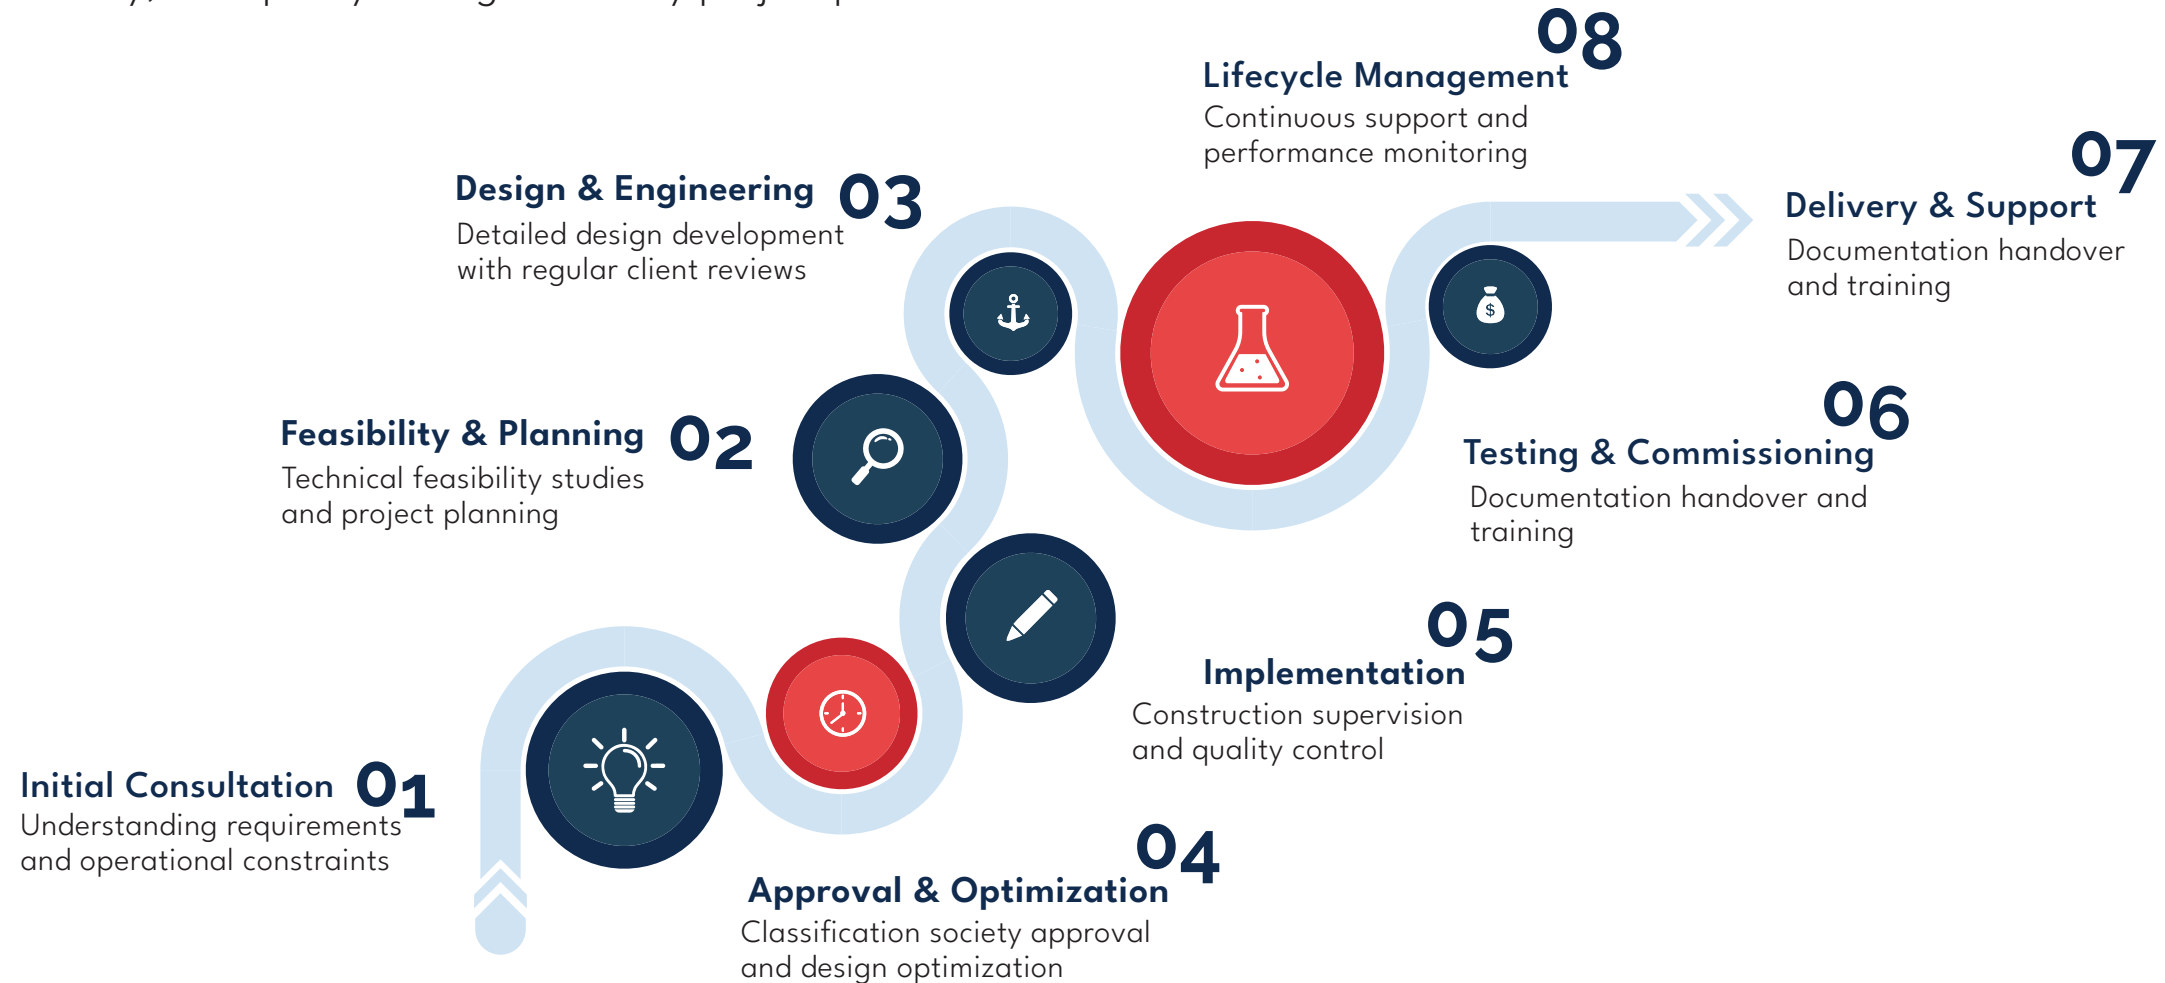 01
Initial Consultation
Understanding requirements
and operational constraints
02
Feasibility & Planning
Technical feasibility studies
and project planning
03
Design & Engineering
Detailed design development
with regular client reviews
04
Approval & Optimization
Classification society approval
and design optimization
05
Implementation
Construction supervision
and quality control
06
Testing & Commissioning
Documentation handover and
training
07
Delivery & Support
Documentation handover
and training
08
Lifecycle Management
Continuous support and
performance monitoring
$